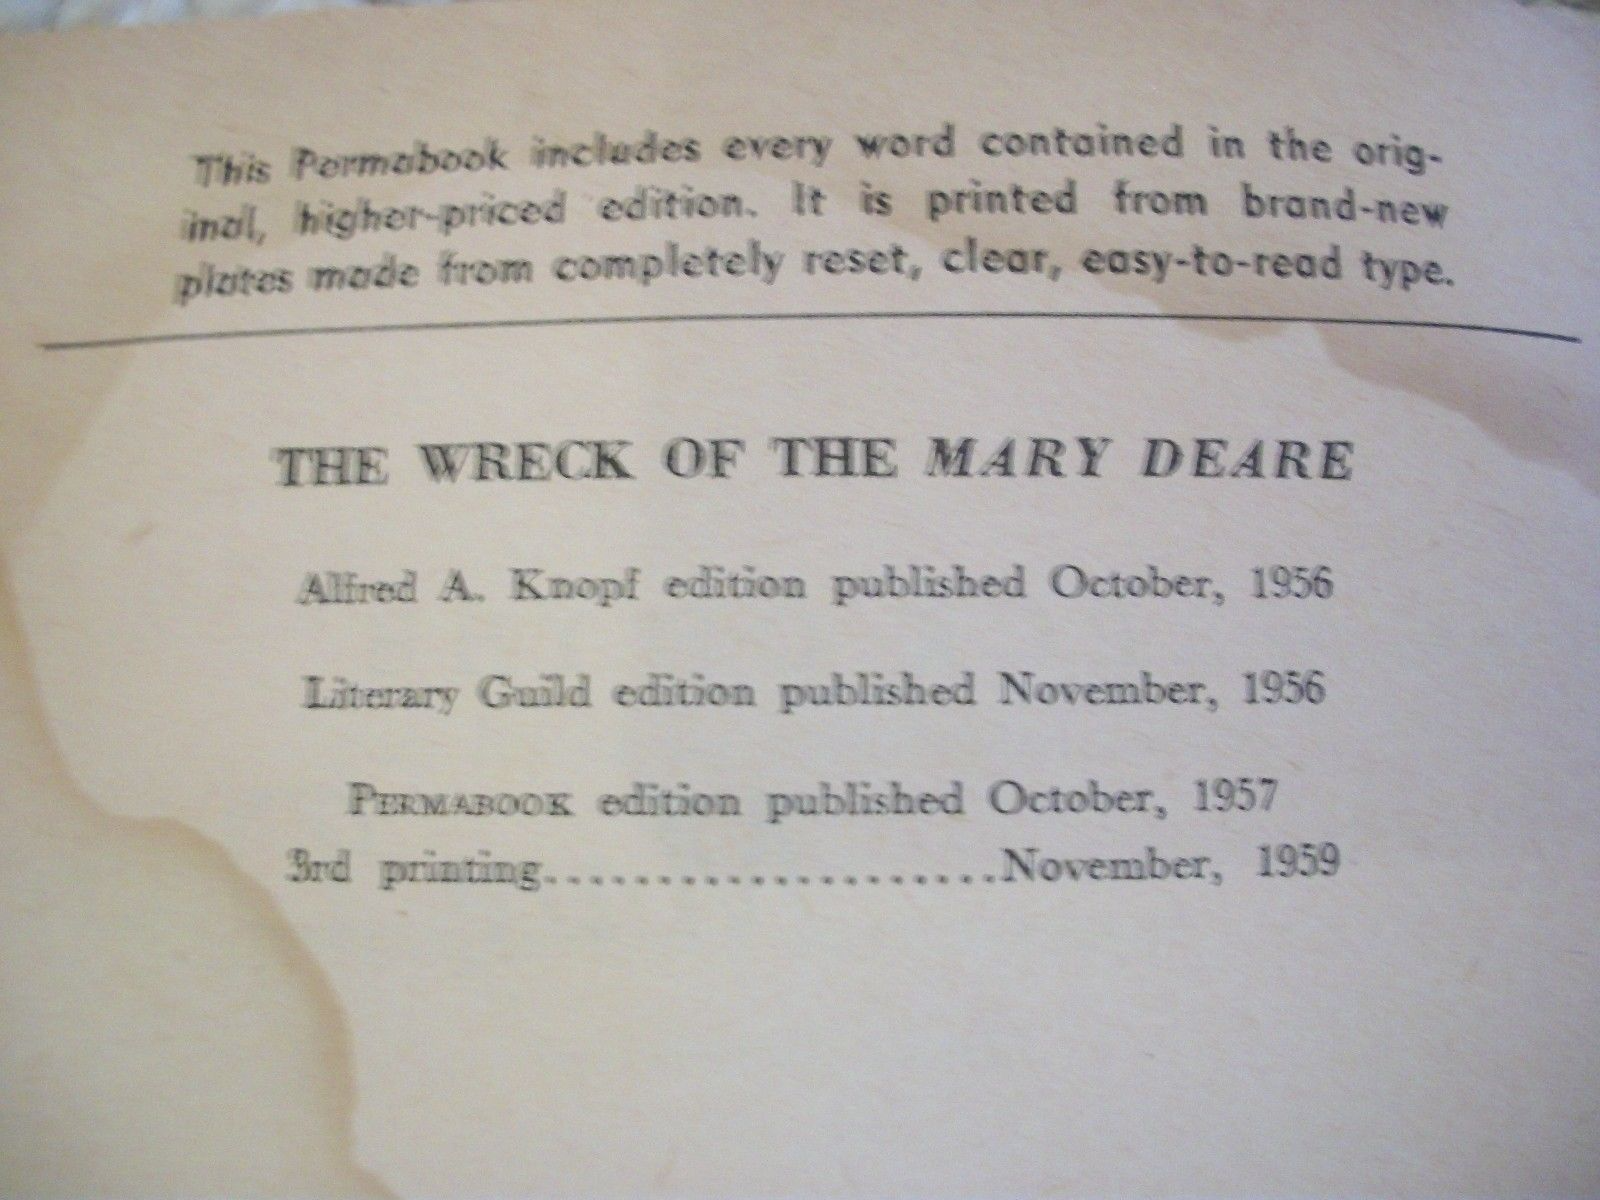 This Permabook includes every word contained in the orig-
inal, higher-priced edition. It is printed from brand-new
plates made from completely reset, clear, easy-to-read type.
THE WRECK OF THE MARY DEARE
Alfred A. Knopf edition published October, 1956
Literary Guild edition published November, 1956
PERMABOOK edition published October, 1957
3rd printing.....................November, 1959